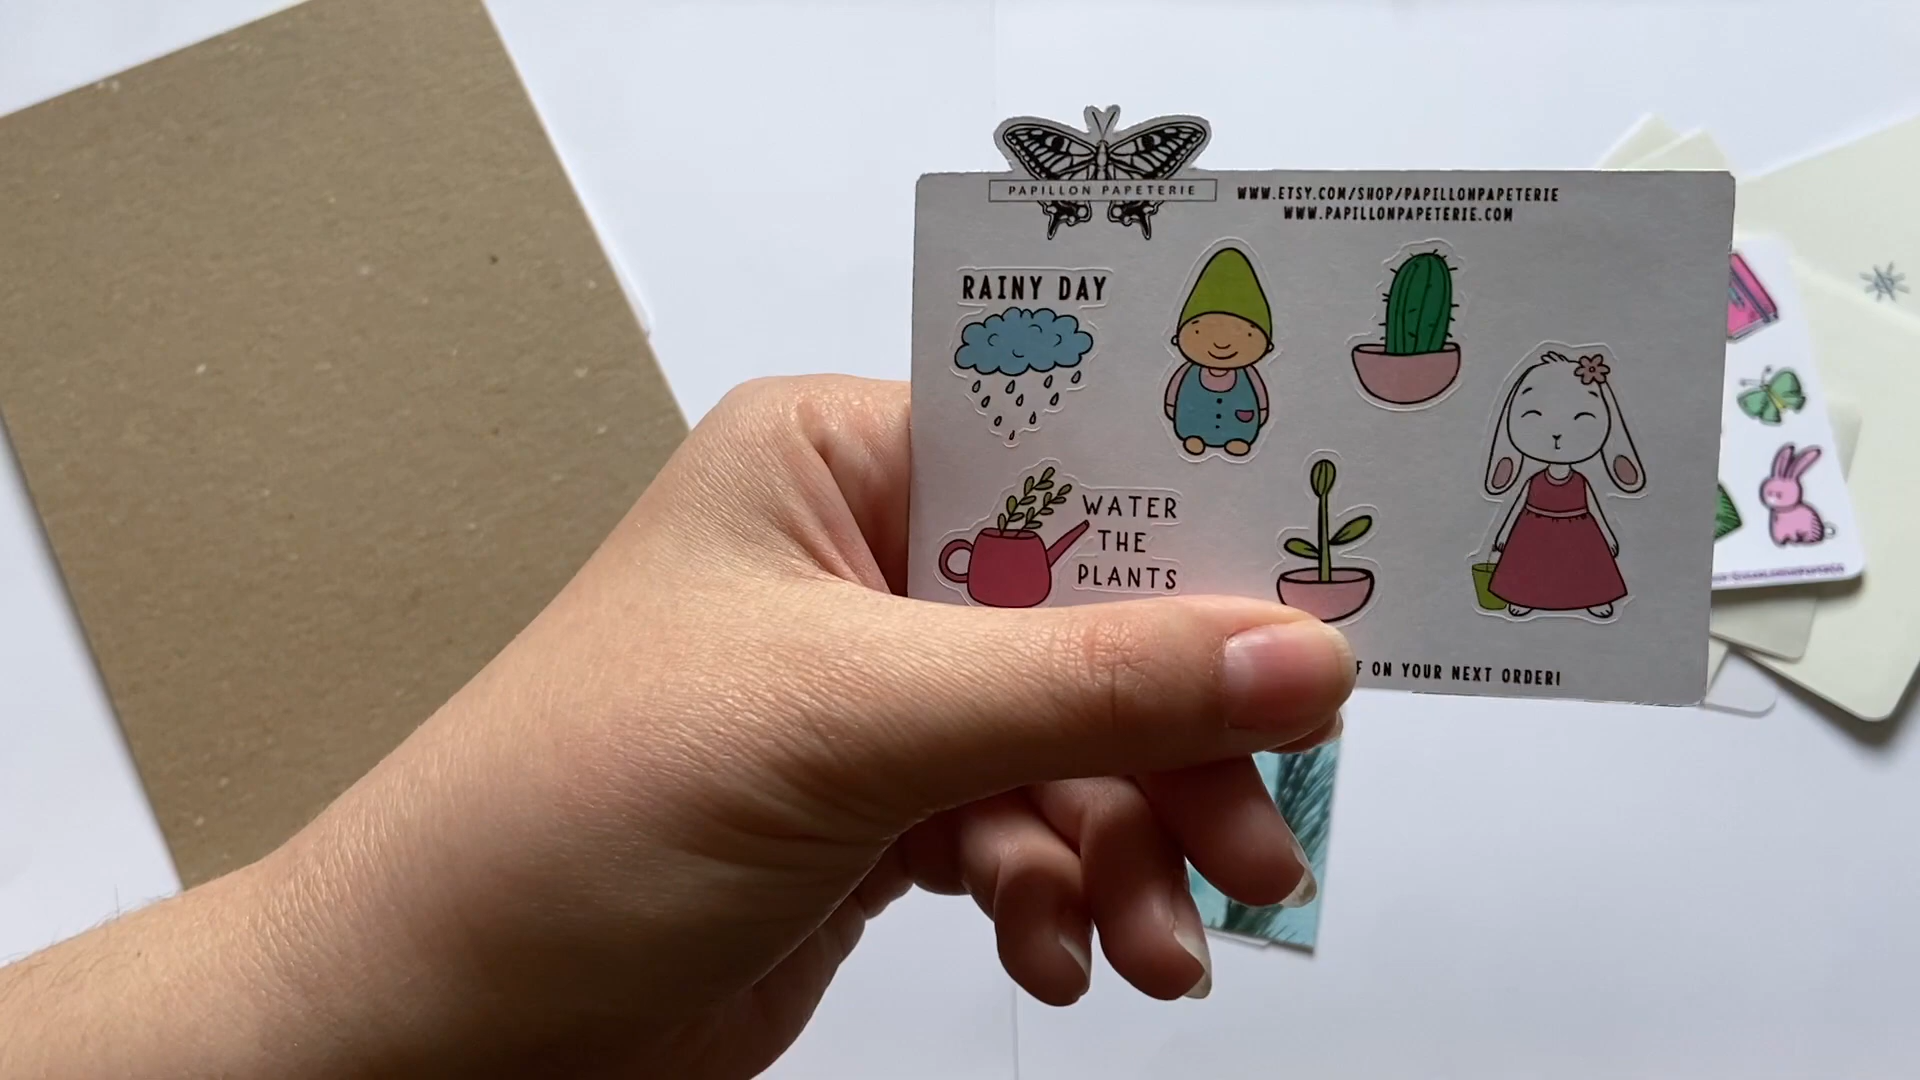 PAPILLON PAPETERIE
WWW.ETSY.COM/SHOP/PAPILLONPAPETERIE
WWW.PAPILLONPAPETERIE.COM
RAINY DAY
WATER
THE
PLANTS
ON YOUR NEXT ORDER!